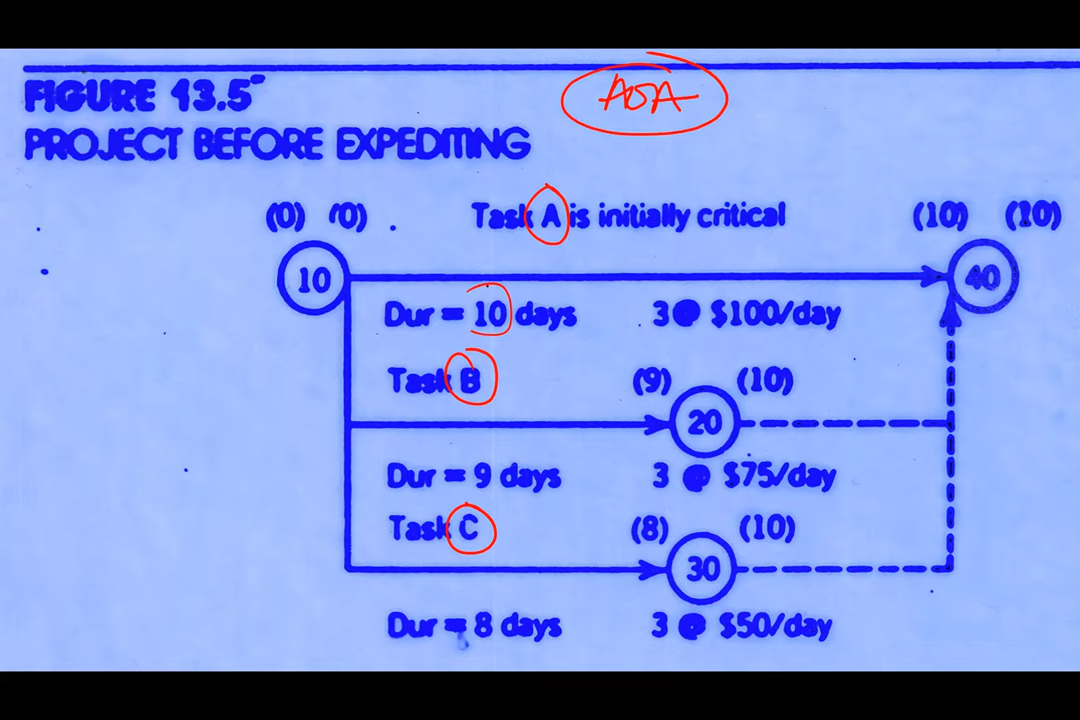 FIGURE 13.5
AOA
PROJECT BEFORE EXPEDITING
(0) (0) Task A is initially critical (10) (10)
10 40
Dur = 10 days 3 @ $100/day
Task B (9) (10)
20
Dur = 9 days 3 @ $75/day
Task C (8) (10)
30
Dur = 8 days 3 @ $50/day